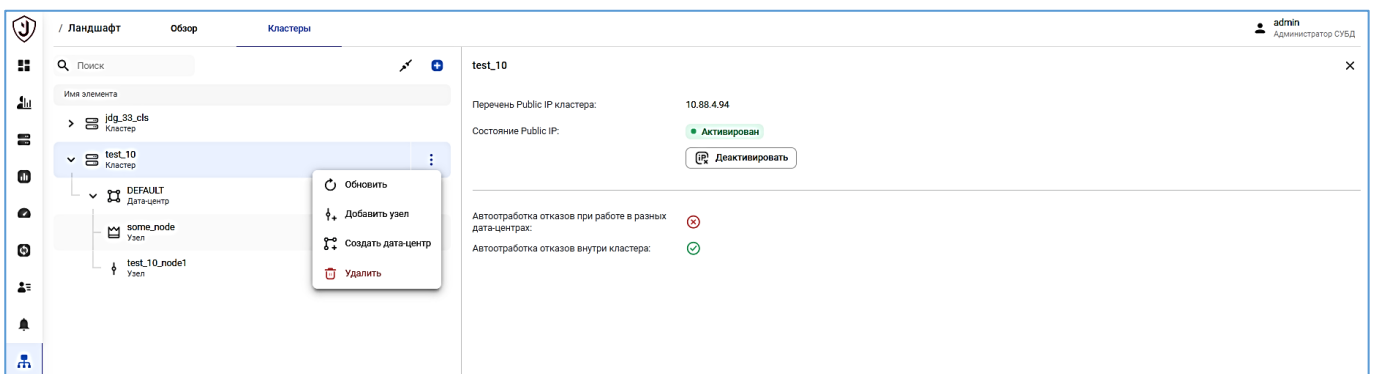 / Ландшафт
Обзор
Кластеры
admin
Администратор СУБД
Поиск
Имя элемента
jdg_33_cls
Кластер
test_10
Кластер
DEFAULT
Дата-центр
some_node
Узел
test_10_node1
Узел
Обновить
Добавить узел
Создать дата-центр
Удалить
test_10
Перечень Public IP кластера:
10.88.4.94
Состояние Public IP:
Активирован
Деактивировать
Автоотработка отказов при работе в разных
дата-центрах:
Автоотработка отказов внутри кластера: